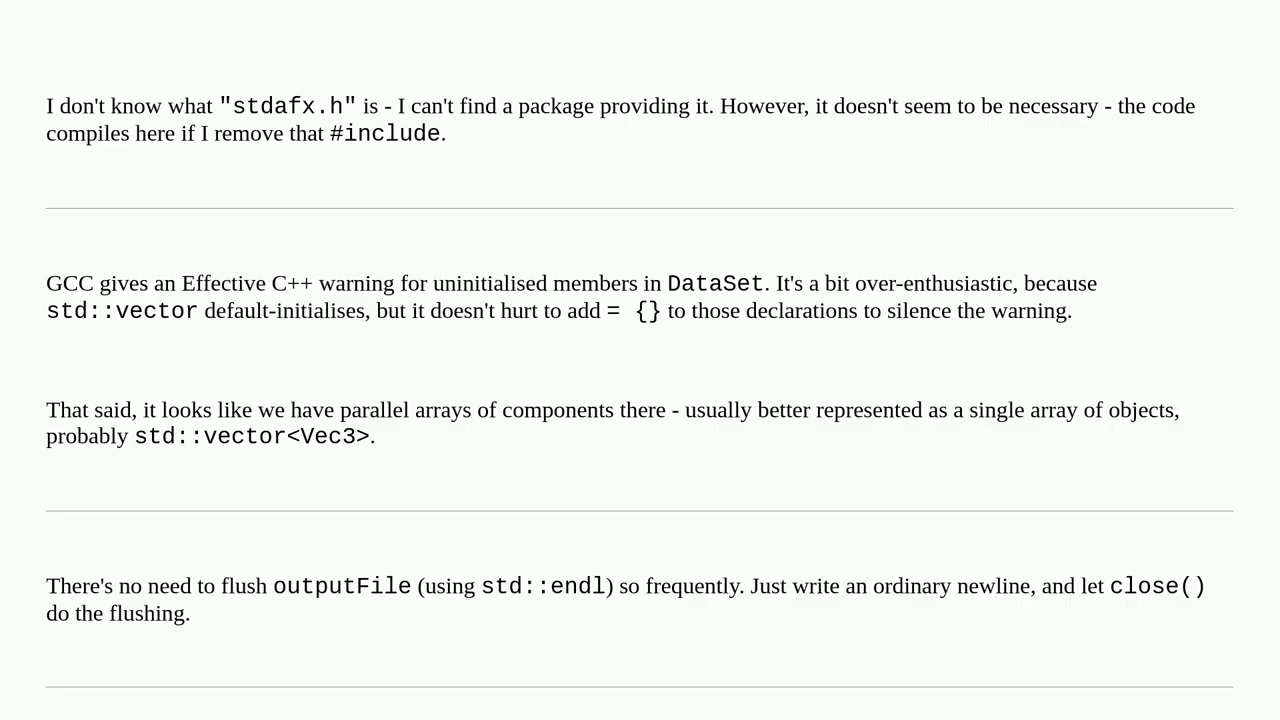 I don't know what "stdafx.h" is - I can't find a package providing it. However, it doesn't seem to be necessary - the code
compiles here if I remove that #include.
GCC gives an Effective C++ warning for uninitialised members in DataSet. It's a bit over-enthusiastic, because
std::vector default-initialises, but it doesn't hurt to add = {} to those declarations to silence the warning.
That said, it looks like we have parallel arrays of components there - usually better represented as a single array of objects,
probably std::vector<Vec3>.
There's no need to flush outputFile (using std::endl) so frequently. Just write an ordinary newline, and let close()
do the flushing.